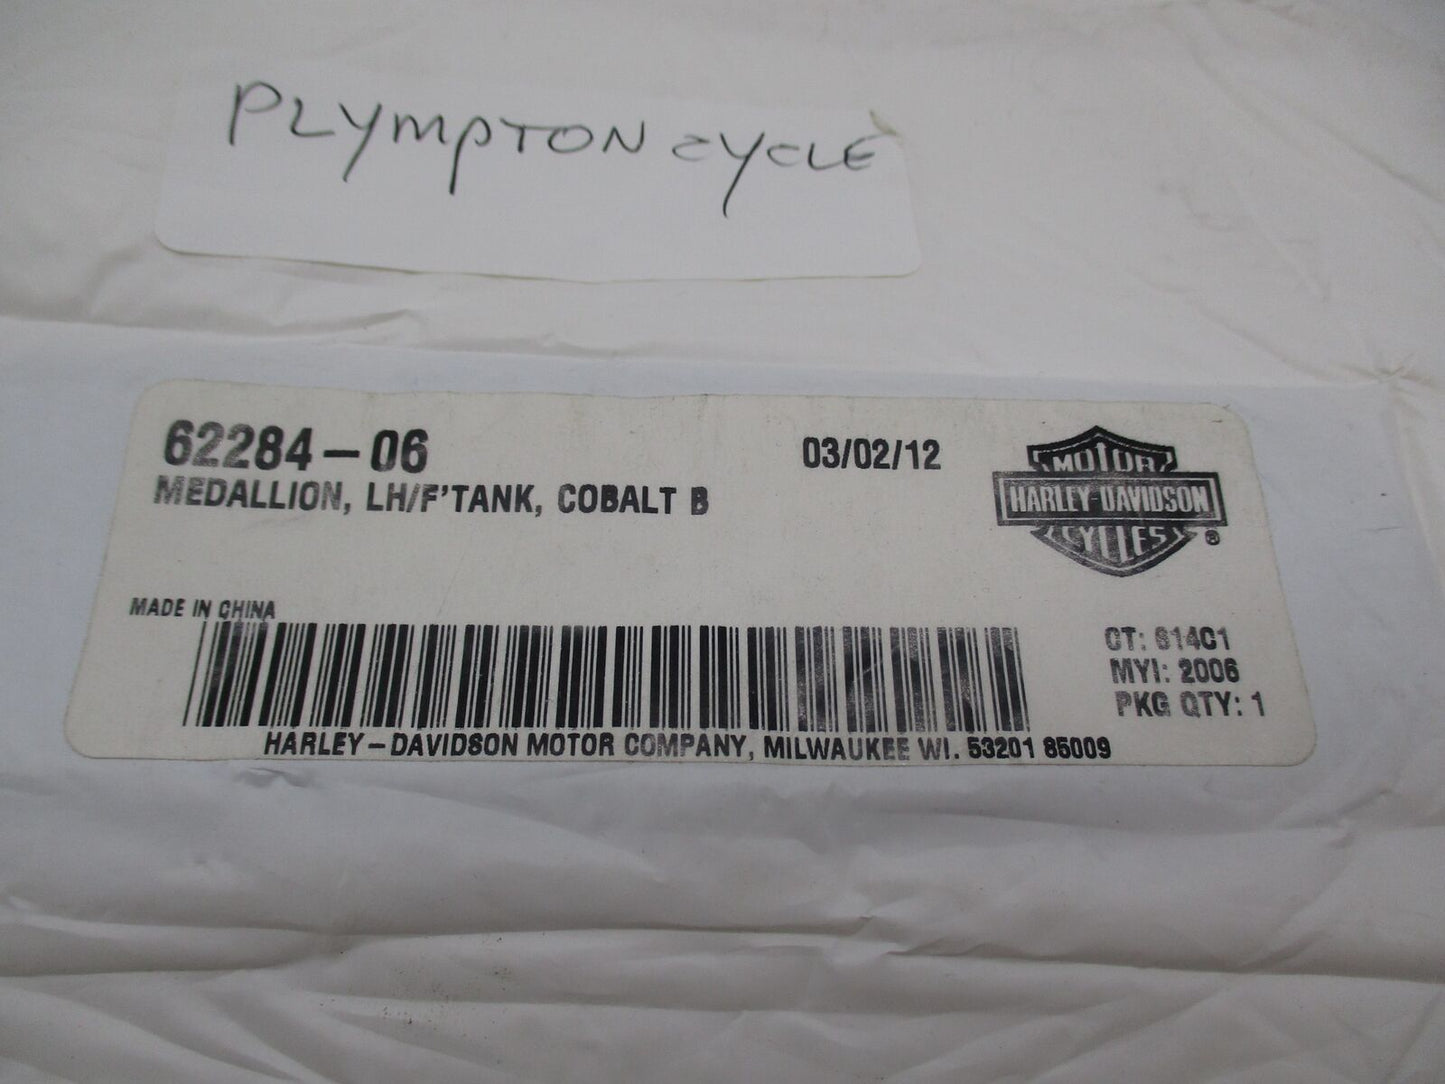 PLYMPTON CYCLE
62284-06
03/02/12
MEDALLION, LH/F'TANK, COBALT B
MOTOR
HARLEY-DAVIDSON
CYCLES ®
MADE IN CHINA
CT: 814C1
MYI: 2006
PKG QTY: 1
HARLEY-DAVIDSON MOTOR COMPANY, MILWAUKEE WI. 53201 85009